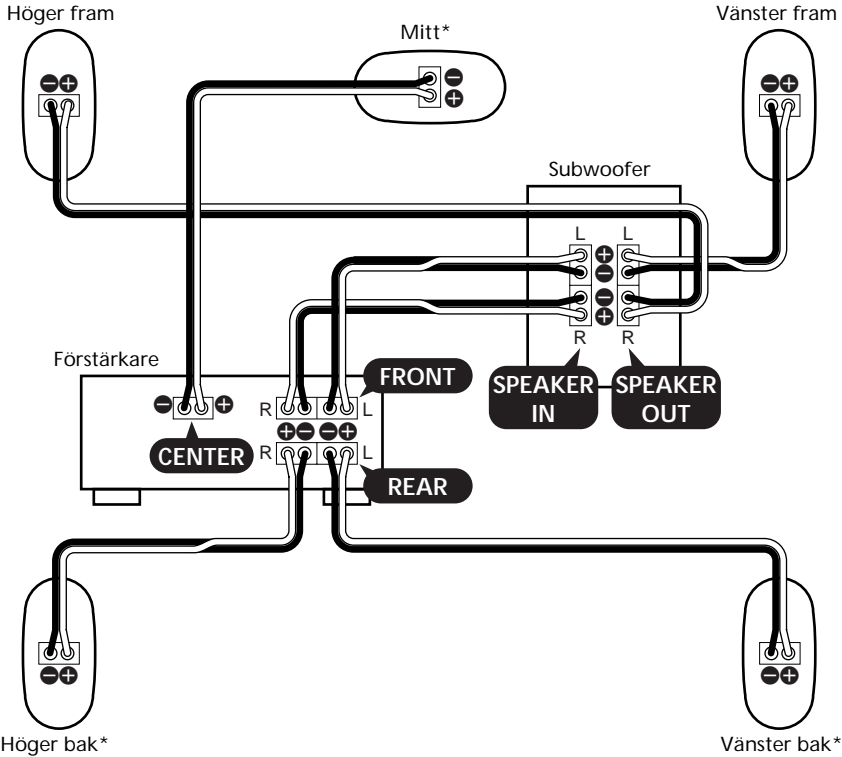 Höger fram
Mitt*
Vänster fram
Subwoofer
L
L
R
R
SPEAKER
IN
SPEAKER
OUT
Förstärkare
FRONT
R
L
CENTER
R
L
REAR
Höger bak*
Vänster bak*